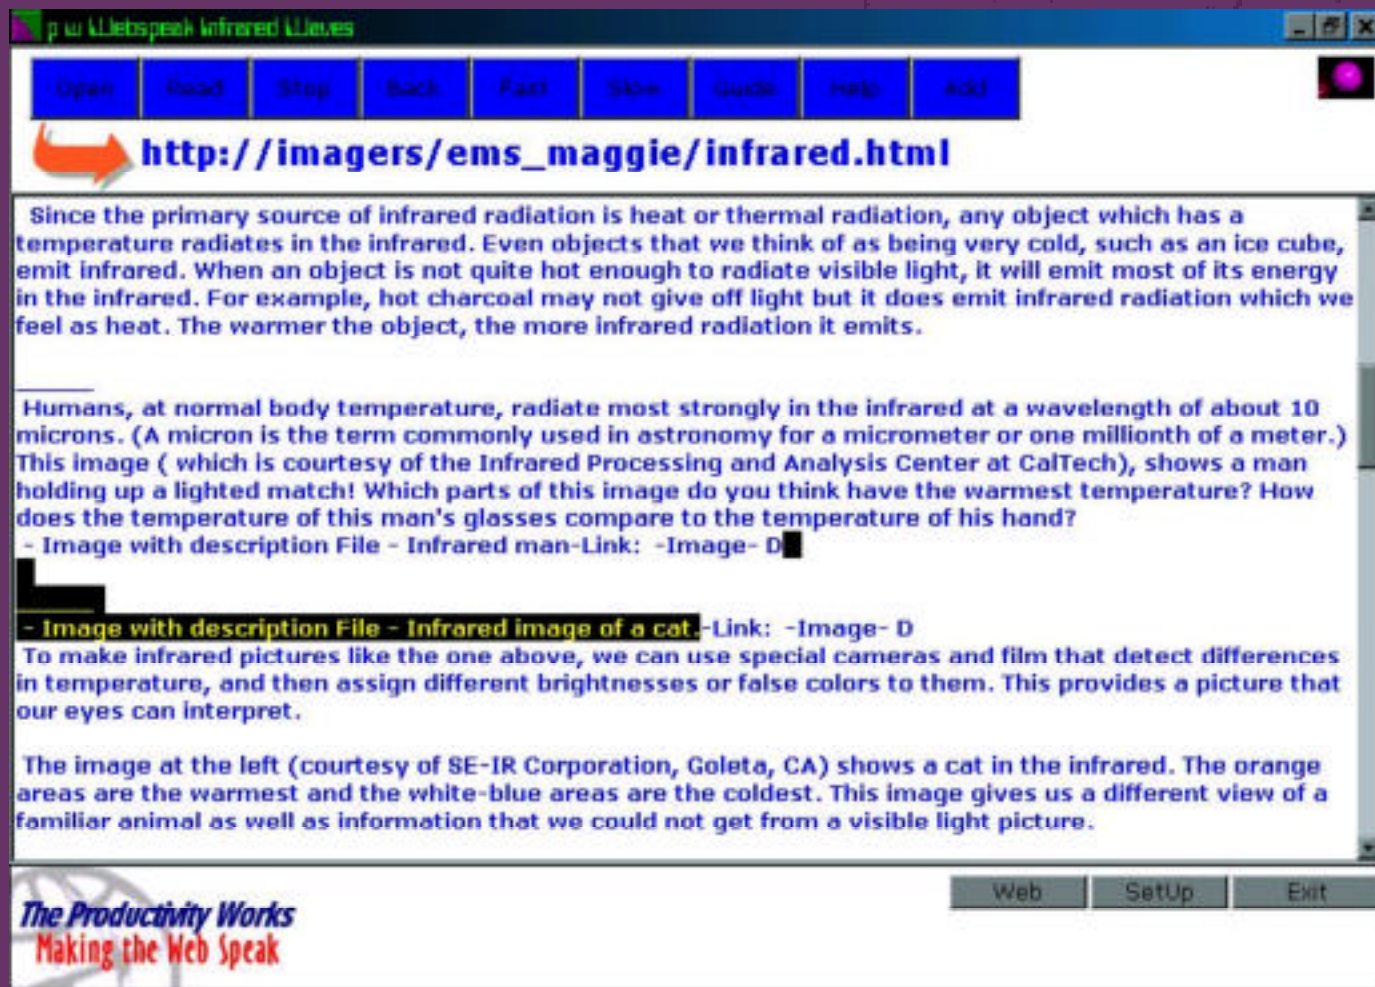 p w Webspeak Infrared Waves
Open Read Stop Back Fast Slow Guide Help Add
http://imagers/ems_maggie/infrared.html
Since the primary source of infrared radiation is heat or thermal radiation, any object which has a
temperature radiates in the infrared. Even objects that we think of as being very cold, such as an ice cube,
emit infrared. When an object is not quite hot enough to radiate visible light, it will emit most of its energy
in the infrared. For example, hot charcoal may not give off light but it does emit infrared radiation which we
feel as heat. The warmer the object, the more infrared radiation it emits.
Humans, at normal body temperature, radiate most strongly in the infrared at a wavelength of about 10
microns. (A micron is the term commonly used in astronomy for a micrometer or one millionth of a meter.)
This image ( which is courtesy of the Infrared Processing and Analysis Center at CalTech), shows a man
holding up a lighted match! Which parts of this image do you think have the warmest temperature? How
does the temperature of this man's glasses compare to the temperature of his hand?
- Image with description File - Infrared man-Link: -Image- D
- Image with description File - Infrared image of a cat.-Link: -Image- D
To make infrared pictures like the one above, we can use special cameras and film that detect differences
in temperature, and then assign different brightnesses or false colors to them. This provides a picture that
our eyes can interpret.
The image at the left (courtesy of SE-IR Corporation, Goleta, CA) shows a cat in the infrared. The orange
areas are the warmest and the white-blue areas are the coldest. This image gives us a different view of a
familiar animal as well as information that we could not get from a visible light picture.
Web SetUp Exit
The Productivity Works
Making the Web Speak